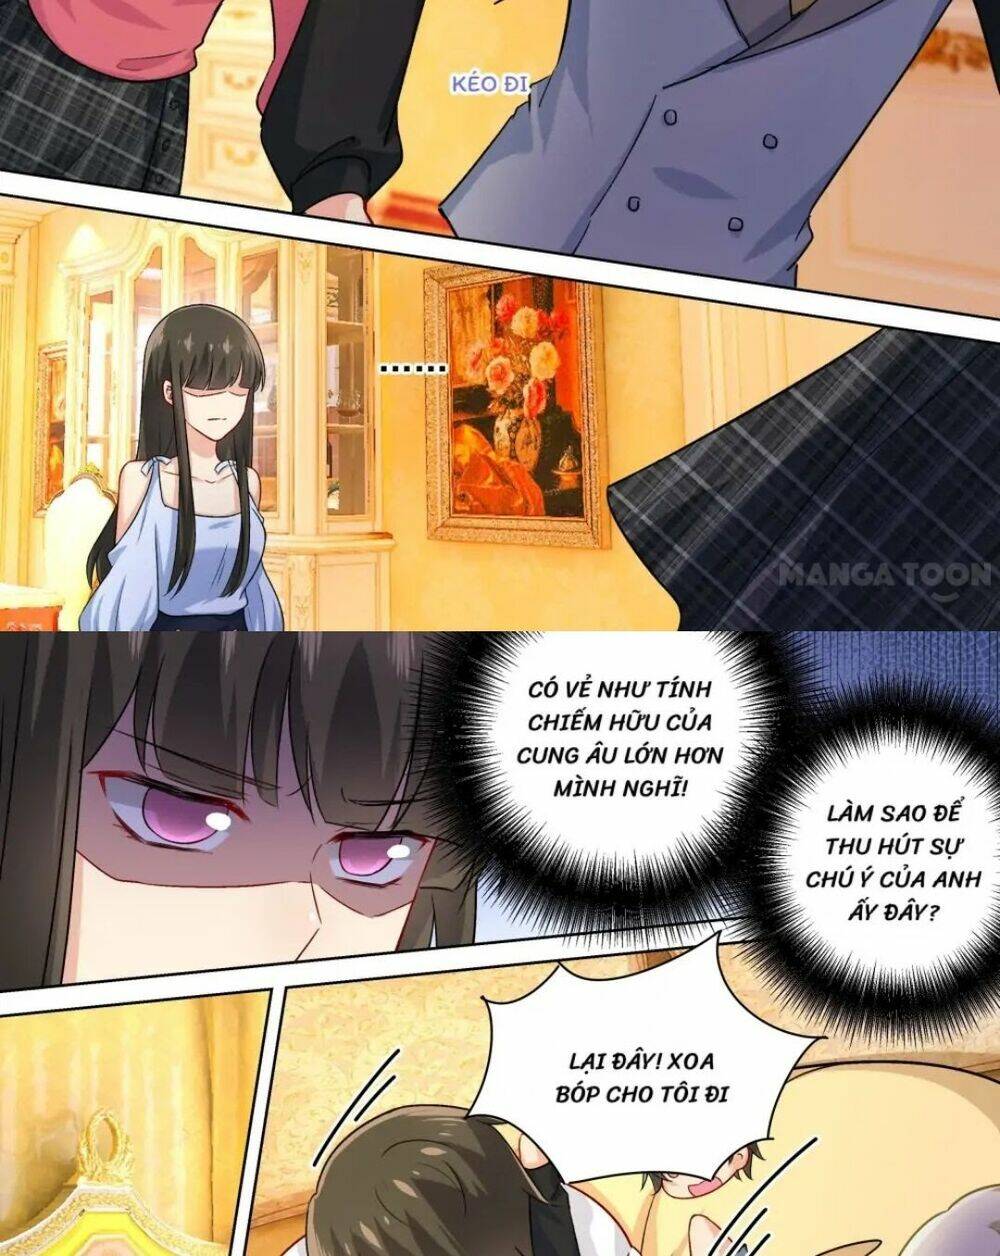 KÉO ĐI
......
MANGA TOON
CÓ VẺ NHƯ TÍNH
CHIẾM HỮU CỦA
CUNG ÂU LỚN HƠN
MÌNH NGHĨ!
LÀM SAO ĐỂ
THU HÚT SỰ
CHÚ Ý CỦA ANH
ẤY ĐÂY?
LẠI ĐÂY! XOA
BÓP CHO TÔI ĐI